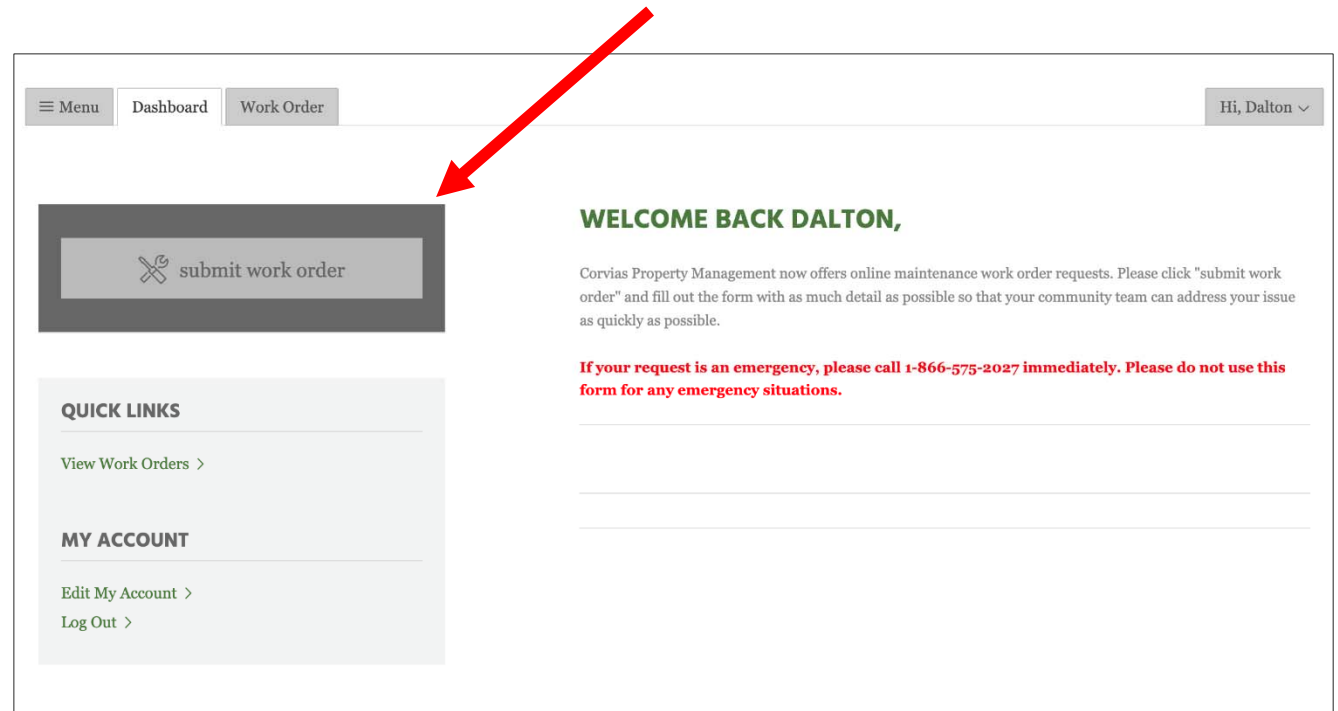 Menu
Dashboard
Work Order
Hi, Dalton
submit work order
QUICK LINKS
View Work Orders >
MY ACCOUNT
Edit My Account >
Log Out >
WELCOME BACK DALTON,
Corvias Property Management now offers online maintenance work order requests. Please click "submit work
order" and fill out the form with as much detail as possible so that your community team can address your issue
as quickly as possible.
If your request is an emergency, please call 1-866-575-2027 immediately. Please do not use this
form for any emergency situations.